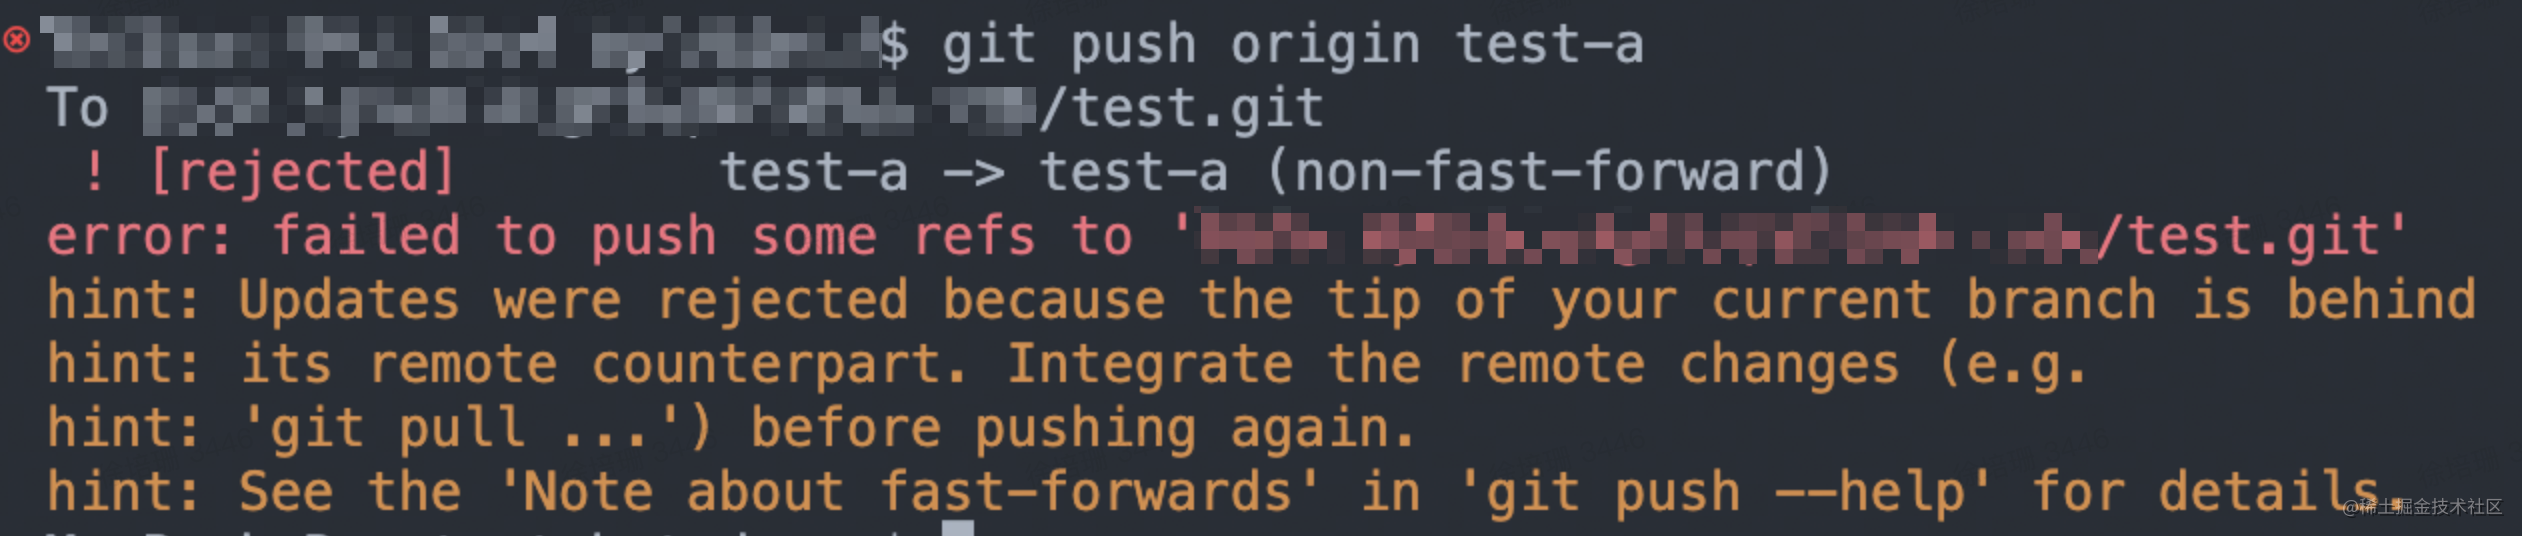 $ git push origin test-a
To /test.git
! [rejected] test-a -> test-a (non-fast-forward)
error: failed to push some refs to '/test.git'
hint: Updates were rejected because the tip of your current branch is behind
hint: its remote counterpart. Integrate the remote changes (e.g.
hint: 'git pull ...') before pushing again.
hint: See the 'Note about fast-forwards' in 'git push --help' for details.
@稀土掘金技术社区